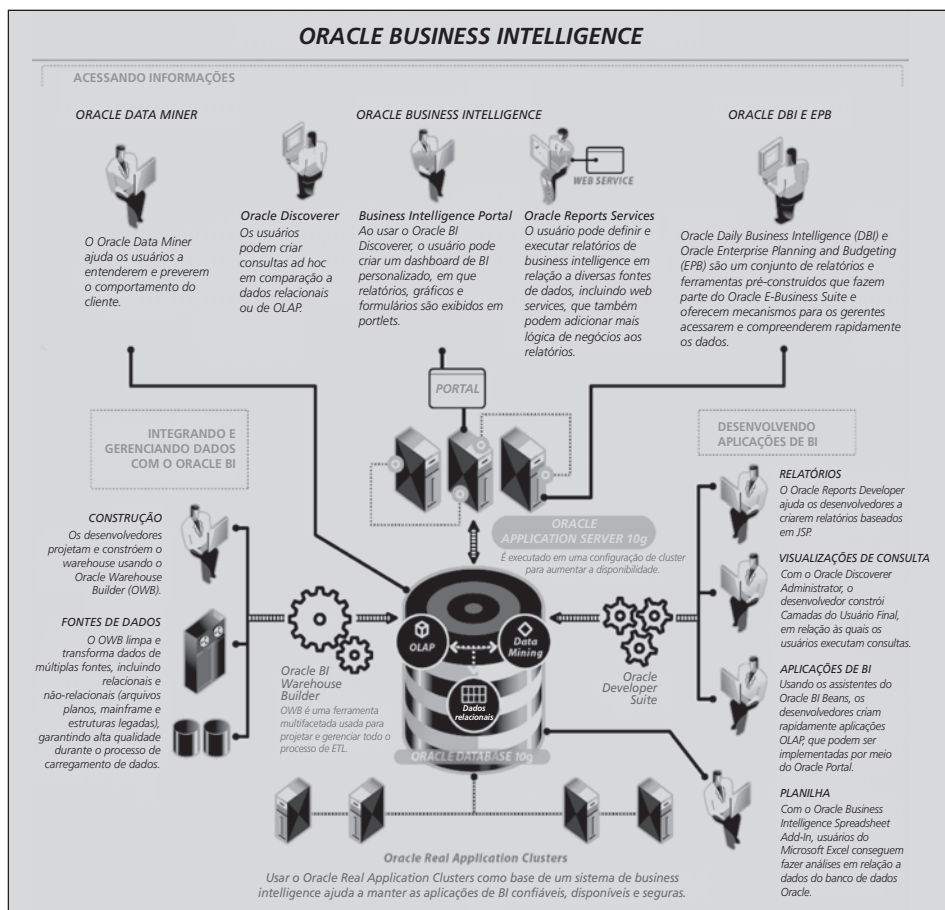 ORACLE BUSINESS INTELLIGENCE
ACESSANDO INFORMAÇÕES
ORACLE DATA MINER
O Oracle Data Miner
ajuda os usuários a
entenderem e preverem
o comportamento do
cliente.
ORACLE BUSINESS INTELLIGENCE
Oracle Discoverer
Os usuários
podem criar
consultas ad hoc
em comparação a
dados relacionais
ou de OLAP.
Business Intelligence Portal
Ao usar o Oracle BI
Discoverer, o usuário pode
criar um dashboard de BI
personalizado, em que
relatórios, gráficos e
formulários são exibidos em
portlets.
WEB SERVICE
Oracle Reports Services
O usuário pode definir e
executar relatórios de
business intelligence em
relação a diversas fontes
de dados, incluindo web
services, que também
podem adicionar mais
lógica de negócios aos
relatórios.
ORACLE DBI E EPB
Oracle Daily Business Intelligence (DBI) e
Oracle Enterprise Planning and Budgeting
(EPB) são um conjunto de relatórios e
ferramentas pré-construídos que fazem
parte do Oracle E-Business Suite e
oferecem mecanismos para os gerentes
acessarem e compreenderem rapidamente
os dados.
PORTAL
INTEGRANDO E
GERENCIANDO DADOS
COM O ORACLE BI
CONSTRUÇÃO
Os desenvolvedores
projetam e constróem o
warehouse usando o
Oracle Warehouse
Builder (OWB).
FONTES DE DADOS
O OWB limpa e
transforma dados de
múltiplas fontes, incluindo
relacionais e
não-relacionais (arquivos
planos, mainframe e
estruturas legadas),
garantindo alta qualidade
durante o processo de
carregamento de dados.
Oracle BI
Warehouse
Builder
OWB é uma ferramenta
multifacetada usada para
projetar e gerenciar todo o
processo de ETL.
ORACLE
APPLICATION SERVER 10g
É executado em uma configuração de cluster
para aumentar a disponibilidade.
OLAP
Data
Mining
Dados
relacionais
ORACLE DATABASE 10g
Oracle
Developer
Suite
DESENVOLVENDO
APLICAÇÕES DE BI
RELATÓRIOS
O Oracle Reports Developer
ajuda os desenvolvedores a
criarem relatórios baseados
em JSP.
VISUALIZAÇÕES DE CONSULTA
Com o Oracle Discoverer
Administrator, o
desenvolvedor constrói
Camadas do Usuário Final,
em relação às quais os
usuários executam consultas.
APLICAÇÕES DE BI
Usando os assistentes do
Oracle BI Beans, os
desenvolvedores criam
rapidamente aplicações
OLAP, que podem ser
implementadas por meio
do Oracle Portal.
PLANILHA
Com o Oracle Business
Intelligence Spreadsheet
Add-In, usuários do
Microsoft Excel conseguem
fazer análises em relação a
dados do banco de dados
Oracle.
Oracle Real Application Clusters
Usar o Oracle Real Application Clusters como base de um sistema de business
intelligence ajuda a manter as aplicações de BI confiáveis, disponíveis e seguras.